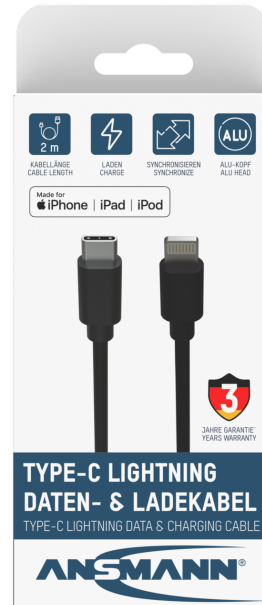 2 m
KABELLÄNGE
CABLE LENGTH
LADEN
CHARGE
SYNCHRONISIEREN
SYNCHRONIZE
ALU
ALU-KOPF
ALU HEAD
Made for
iPhone | iPad | iPod
3
JAHRE GARANTIE*
YEARS WARRANTY
TYPE-C LIGHTNING
DATEN- & LADEKABEL
TYPE-C LIGHTNING DATA & CHARGING CABLE
ANSMANN®